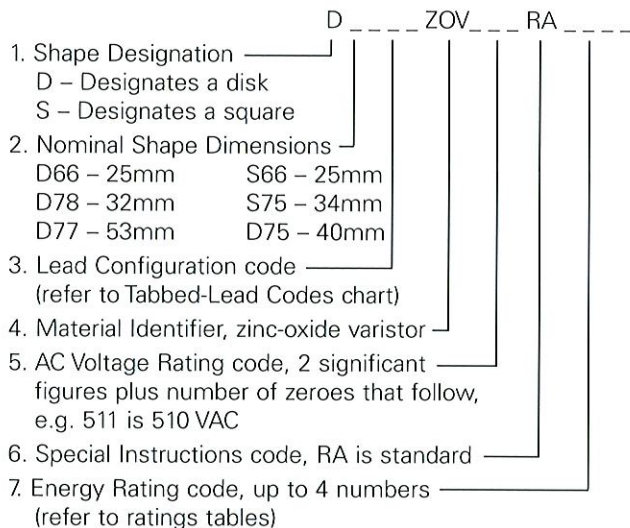 D _ _ _ _ ZOV _ _ _ RA _ _ _ _
1. Shape Designation
D – Designates a disk
S – Designates a square
2. Nominal Shape Dimensions
D66 – 25mm S66 – 25mm
D78 – 32mm S75 – 34mm
D77 – 53mm D75 – 40mm
3. Lead Configuration code
(refer to Tabbed-Lead Codes chart)
4. Material Identifier, zinc-oxide varistor
5. AC Voltage Rating code, 2 significant
figures plus number of zeroes that follow,
e.g. 511 is 510 VAC
6. Special Instructions code, RA is standard
7. Energy Rating code, up to 4 numbers
(refer to ratings tables)